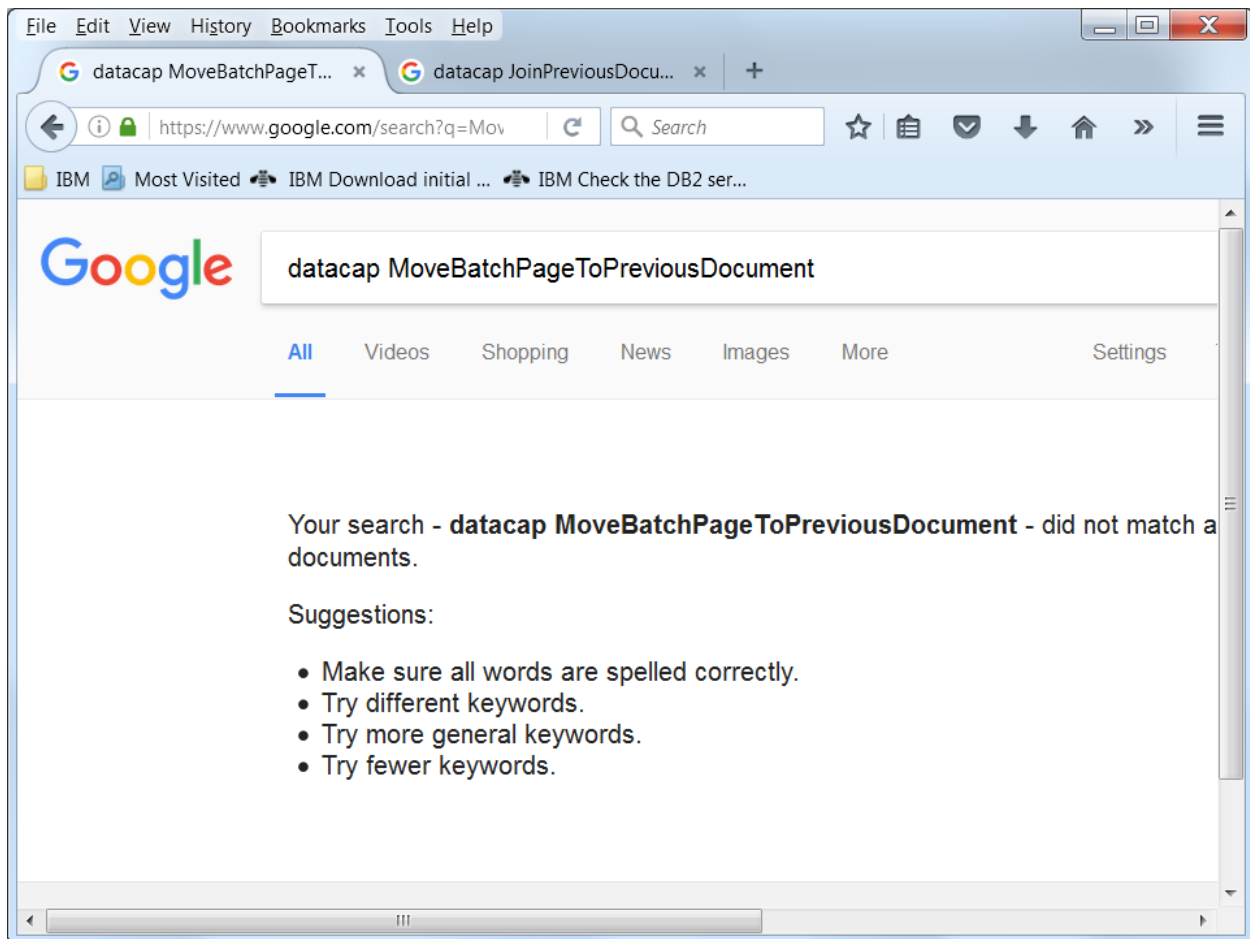 File Edit View History Bookmarks Tools Help
datacap MoveBatchPageT... datacap JoinPreviousDocu...
https://www.google.com/search?q=Mov Search
IBM Most Visited IBM Download initial ... IBM Check the DB2 ser...
Google datacap MoveBatchPageToPreviousDocument
All Videos Shopping News Images More Settings
Your search - datacap MoveBatchPageToPreviousDocument - did not match a
documents.
Suggestions:
• Make sure all words are spelled correctly.
• Try different keywords.
• Try more general keywords.
• Try fewer keywords.